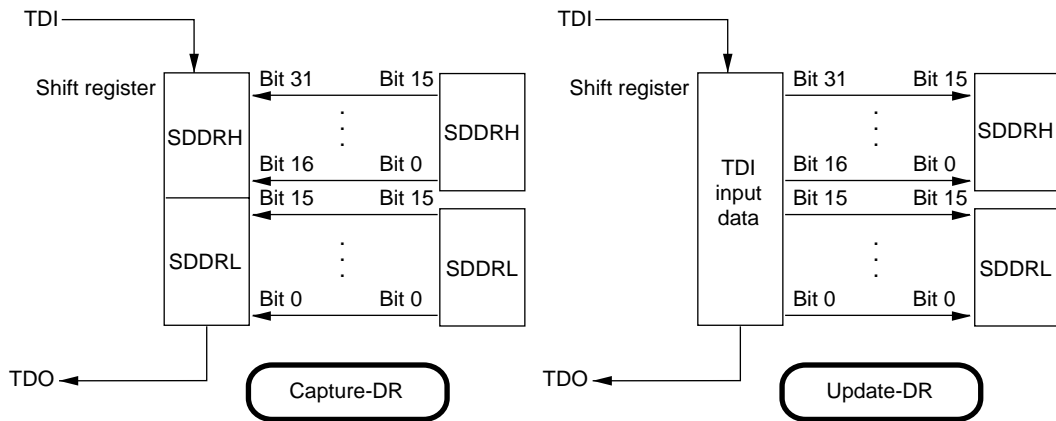 TDI
Shift register
SDDRH
SDDRL
Bit 31 Bit 15
Bit 16 Bit 0
Bit 15 Bit 15
Bit 0 Bit 0
SDDRH
SDDRL
TDO
Capture-DR
TDI
Shift register
TDI
input
data
Bit 31 Bit 15
Bit 16 Bit 0
Bit 15 Bit 15
Bit 0 Bit 0
SDDRH
SDDRL
TDO
Update-DR